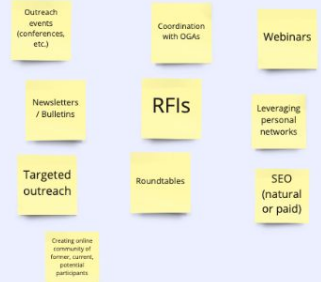 Outreach
events
(conferences,
etc.)
Coordination
with OGAs
Webinars
Newsletters
/ Bulletins
RFIs
Leveraging
personal
networks
Targeted
outreach
Roundtables
SEO
(natural
or paid)
Creating online
community of
former, current,
potential
participants